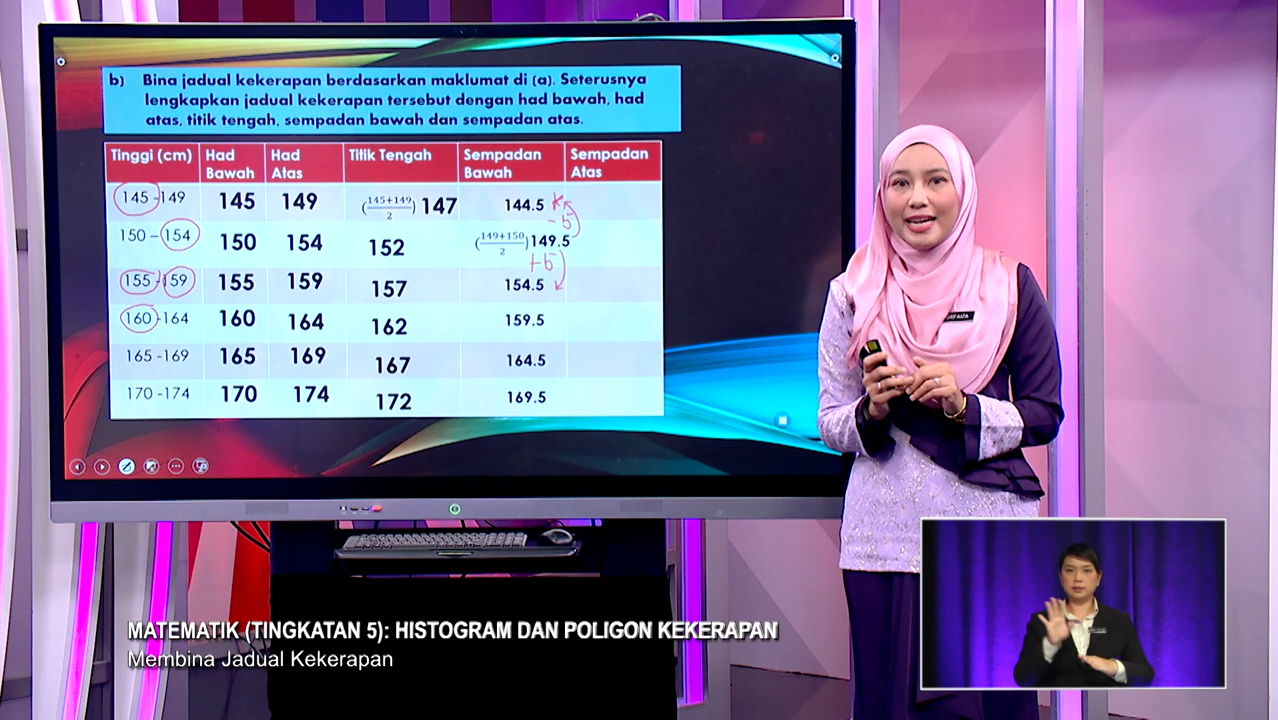 b) Bina jadual kekerapan berdasarkan maklumat di (a). Seterusnya
lengkapkan jadual kekerapan tersebut dengan had bawah, had
atas, titik tengah, sempadan bawah dan sempadan atas.
Tinggi (cm) Had Bawah Had Atas Titik Tengah Sempadan Bawah Sempadan Atas
145 -149 145 149 (145+149/2) 147 144.5
- 5
150 – 154 150 154 152 (149+150/2) 149.5
+5
155 -159 155 159 157 154.5
160 -164 160 164 162 159.5
165 -169 165 169 167 164.5
170 -174 170 174 172 169.5
MATEMATIK (TINGKATAN 5): HISTOGRAM DAN POLIGON KEKERAPAN
Membina Jadual Kekerapan